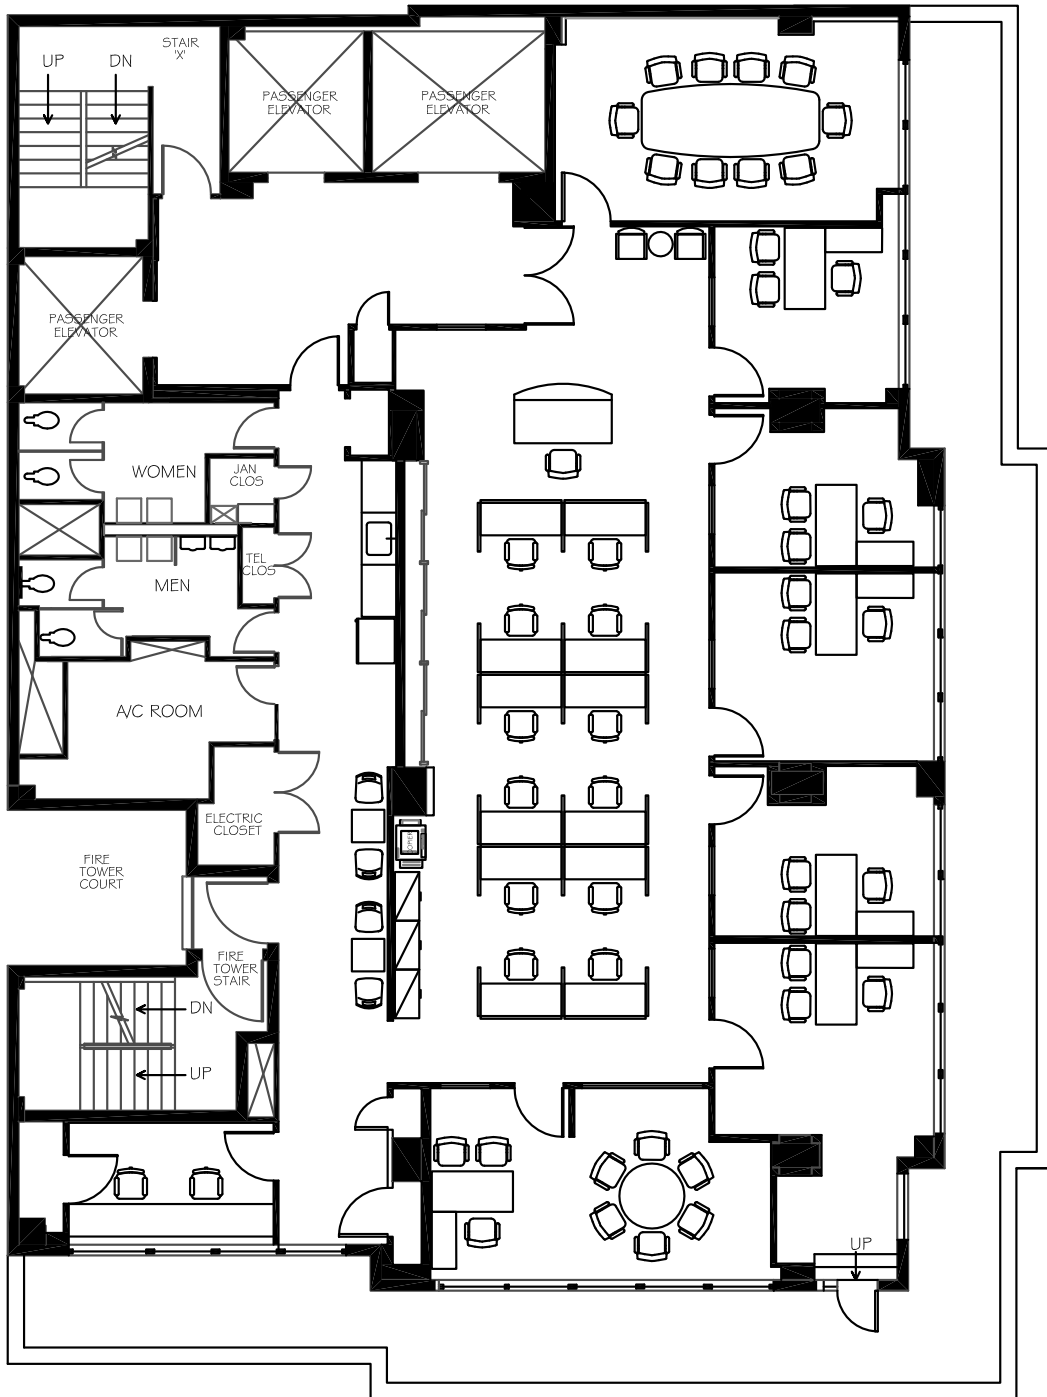 STAIR
'X'
UP
DN
PASSENGER
ELEVATOR
PASSENGER
ELEVATOR
PASSENGER
ELEVATOR
WOMEN
JAN
CLOS
TEL
CLOS
MEN
A/C ROOM
ELECTRIC
CLOSET
COPIER
FIRE
TOWER
COURT
FIRE
TOWER
STAIR
DN
UP
UP